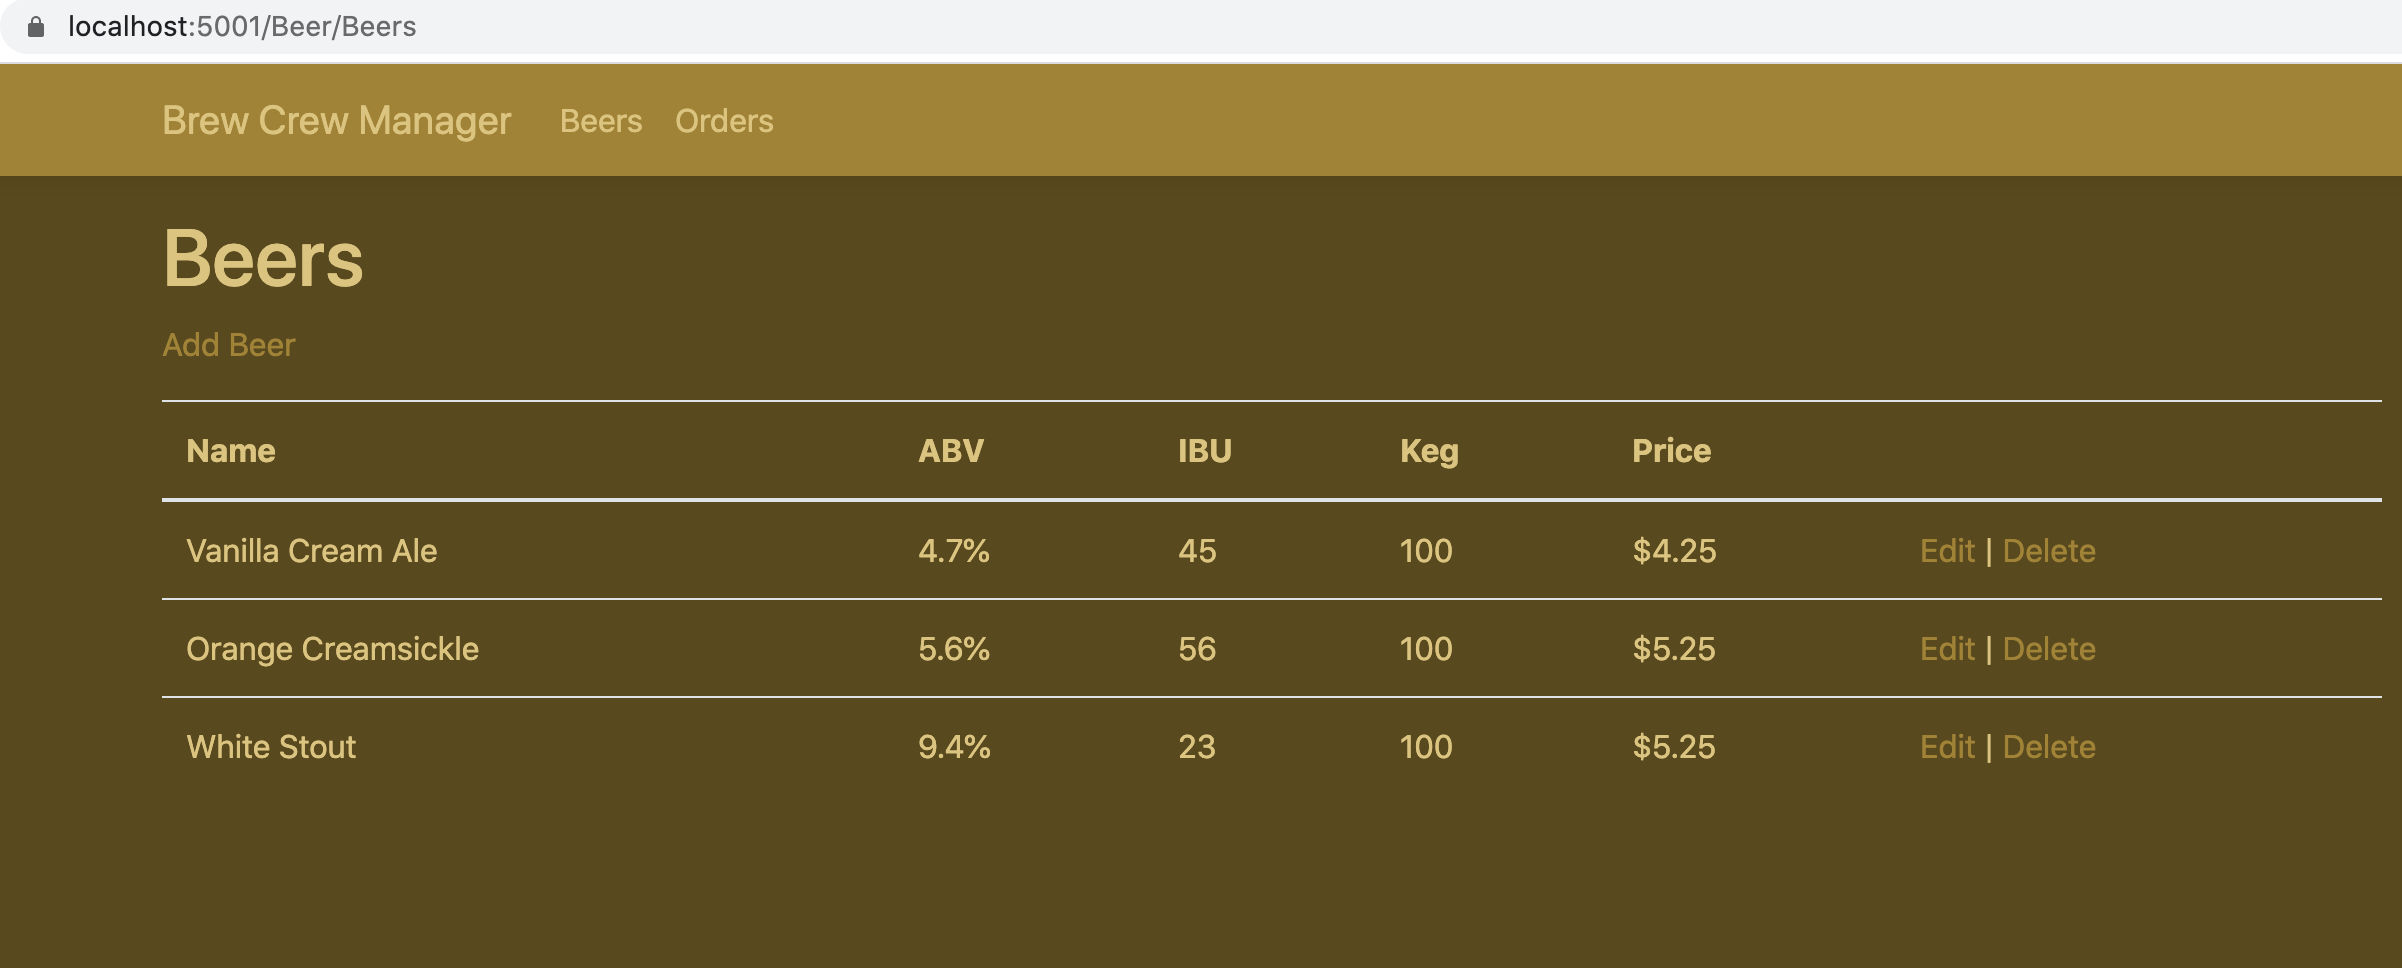 localhost:5001/Beer/Beers
Brew Crew Manager Beers Orders
Beers
Add Beer
Name ABV IBU Keg Price
Vanilla Cream Ale 4.7% 45 100 $4.25 Edit | Delete
Orange Creamsickle 5.6% 56 100 $5.25 Edit | Delete
White Stout 9.4% 23 100 $5.25 Edit | Delete